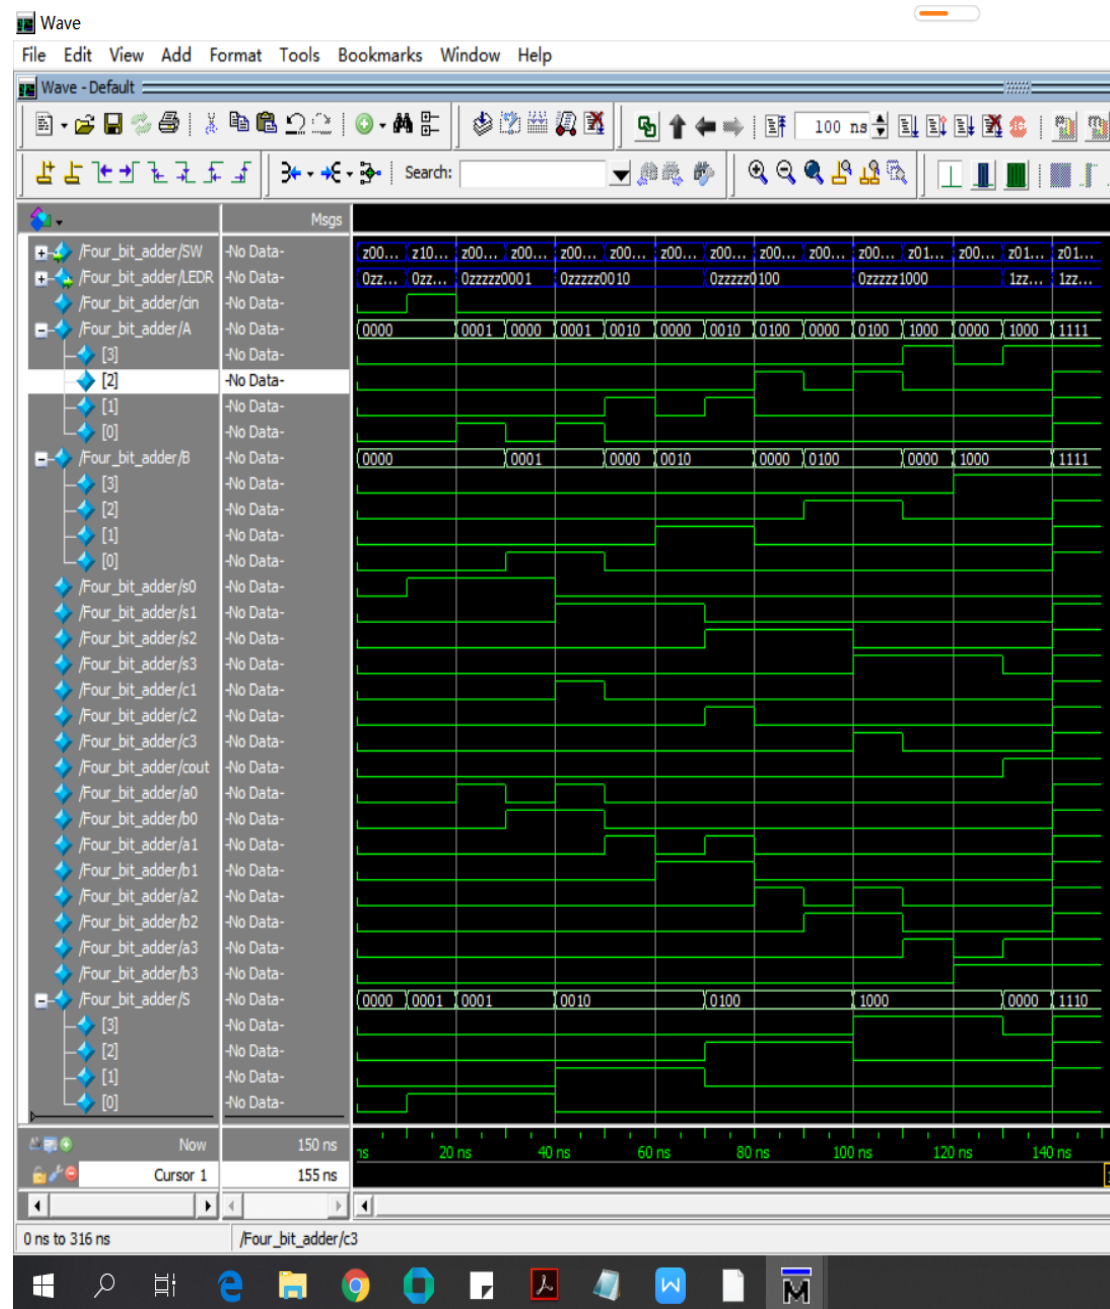 Wave
File Edit View Add Format Tools Bookmarks Window Help
Wave - Default
100 ns
Search:
Msgs
/Four_bit_adder/SW -No Data- z00... z10... z00... z00... z00... z00... z00... z00... z00... z00... z00... z01... z00... z01... z01...
/Four_bit_adder/LEDR -No Data- 0zz... 0zz... 0zzzzz0001 0zzzzz0010 0zzzzz0100 0zzzzz1000 1zz... 1zz...
/Four_bit_adder/cin -No Data-
/Four_bit_adder/A -No Data- 0000 0001 0000 0001 0010 0000 0010 0100 0000 0100 1000 0000 1000 1111
[3] -No Data-
[2] -No Data-
[1] -No Data-
[0] -No Data-
/Four_bit_adder/B -No Data- 0000 0001 0000 0010 0000 0100 0000 1000 1111
[3] -No Data-
[2] -No Data-
[1] -No Data-
[0] -No Data-
/Four_bit_adder/s0 -No Data-
/Four_bit_adder/s1 -No Data-
/Four_bit_adder/s2 -No Data-
/Four_bit_adder/s3 -No Data-
/Four_bit_adder/c1 -No Data-
/Four_bit_adder/c2 -No Data-
/Four_bit_adder/c3 -No Data-
/Four_bit_adder/cout -No Data-
/Four_bit_adder/a0 -No Data-
/Four_bit_adder/b0 -No Data-
/Four_bit_adder/a1 -No Data-
/Four_bit_adder/b1 -No Data-
/Four_bit_adder/a2 -No Data-
/Four_bit_adder/b2 -No Data-
/Four_bit_adder/a3 -No Data-
/Four_bit_adder/b3 -No Data-
/Four_bit_adder/S -No Data- 0000 0001 0001 0010 0100 1000 0000 1110
[3] -No Data-
[2] -No Data-
[1] -No Data-
[0] -No Data-
Now 150 ns ns 20 ns 40 ns 60 ns 80 ns 100 ns 120 ns 140 ns
Cursor 1 155 ns
0 ns to 316 ns /Four_bit_adder/c3